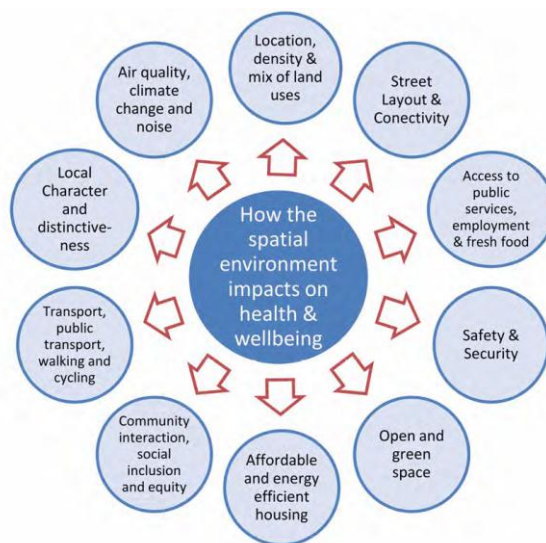 How the
spatial
environment
impacts on
health &
wellbeing
Location,
density &
mix of land
uses
Street
Layout &
Conectivity
Access to
public
services,
employment
& fresh food
Safety &
Security
Open and
green
space
Affordable
and energy
efficient
housing
Community
interaction,
social
inclusion
and equity
Transport,
public
transport,
walking and
cycling
Local
Character
and
distinctive-
ness
Air quality,
climate
change and
noise